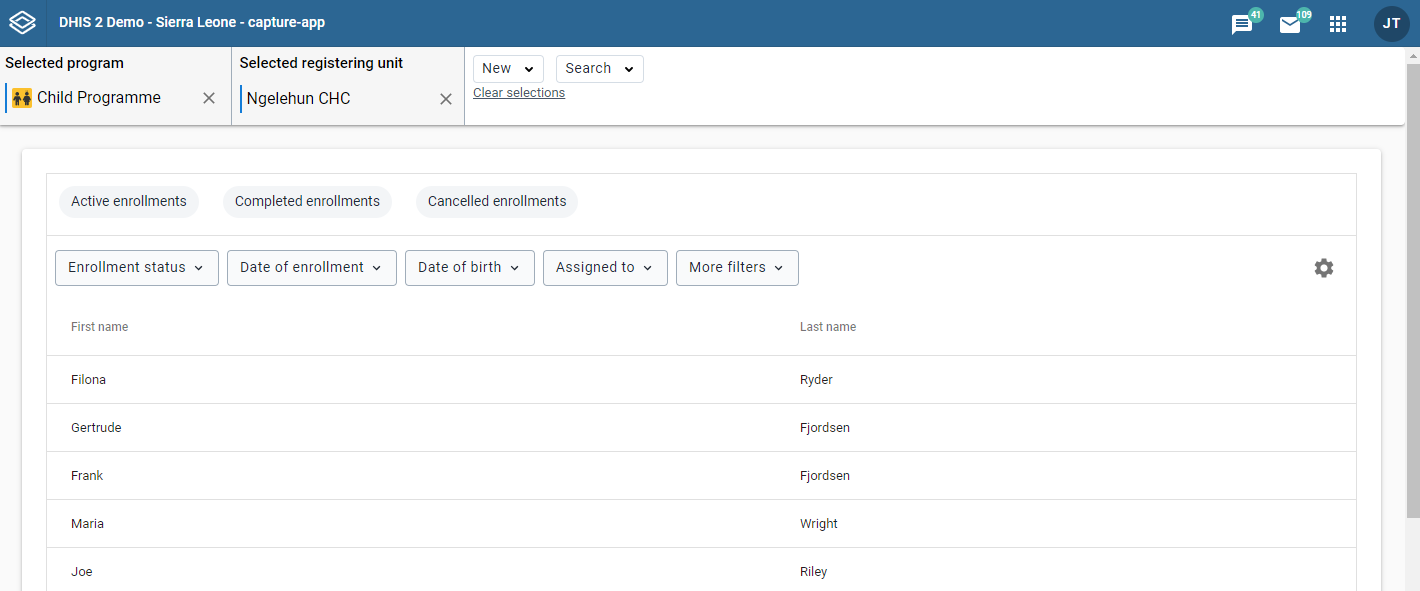 DHIS 2 Demo - Sierra Leone - capture-app
41
109
JT
Selected program
Child Programme
Selected registering unit
Ngelehun CHC
New
Search
Clear selections
Active enrollments
Completed enrollments
Cancelled enrollments
Enrollment status
Date of enrollment
Date of birth
Assigned to
More filters
First name
Last name
Filona
Ryder
Gertrude
Fjordsen
Frank
Fjordsen
Maria
Wright
Joe
Riley